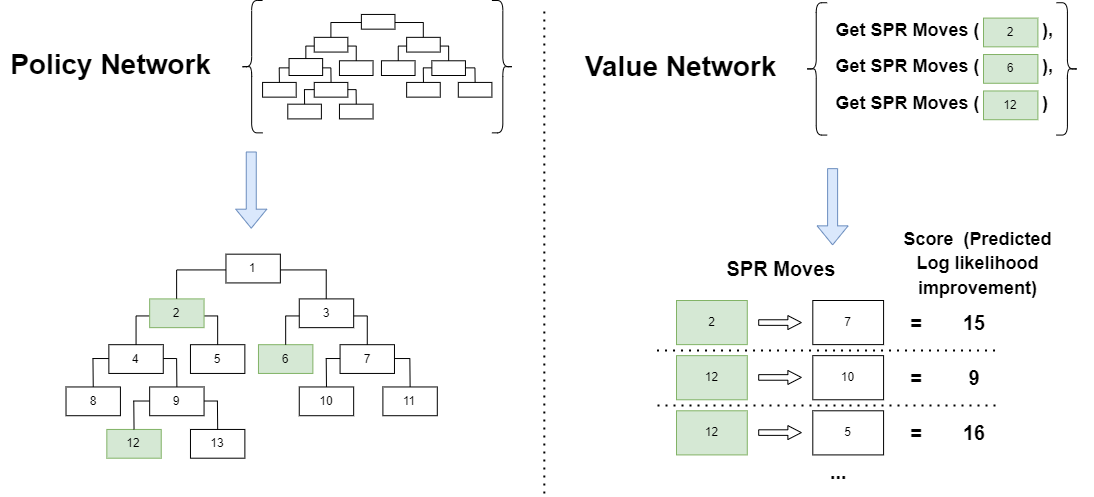 Policy Network
1
2
3
4
5
6
7
8
9
10
11
12
13
Value Network
Get SPR Moves ( 2 ),
Get SPR Moves ( 6 ),
Get SPR Moves ( 12 )
SPR Moves
Score (Predicted
Log likelihood
improvement)
2 7 = 15
12 10 = 9
12 5 = 16
...